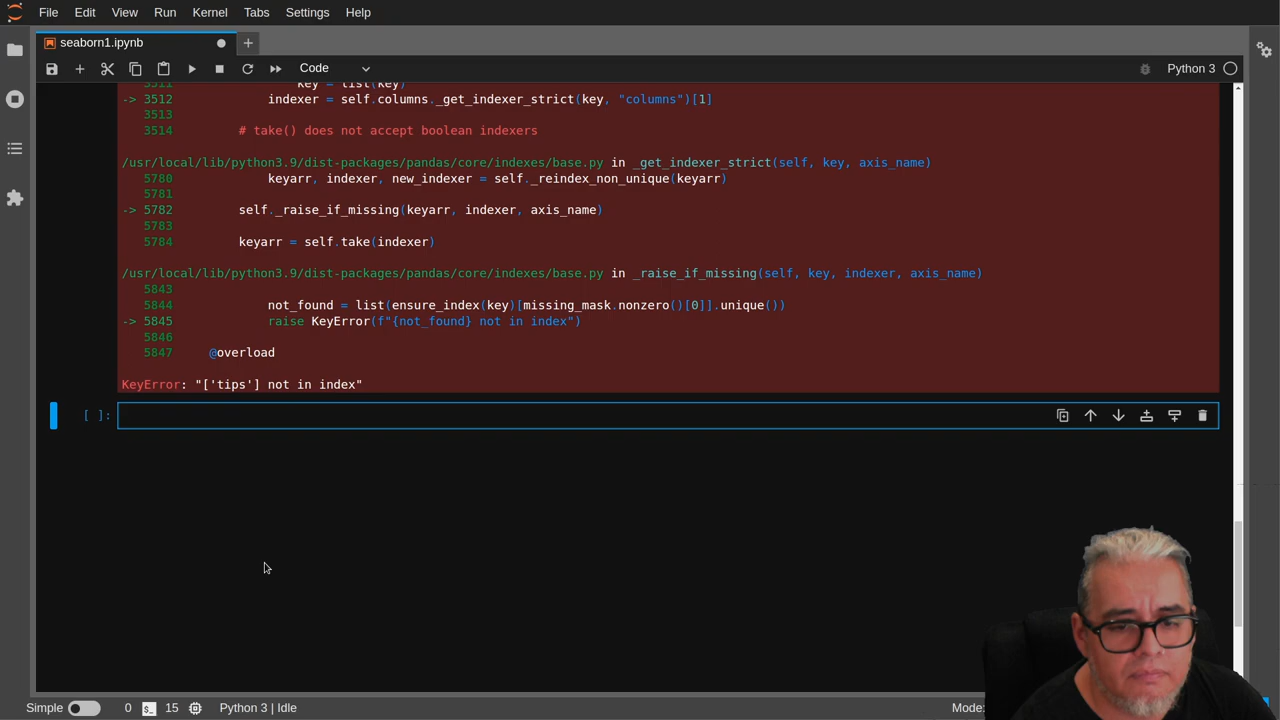 File Edit View Run Kernel Tabs Settings Help
seaborn1.ipynb
Code
Python 3
3511 key = list(key)
-> 3512 indexer = self.columns._get_indexer_strict(key, "columns")[1]
3513
3514 # take() does not accept boolean indexers
/usr/local/lib/python3.9/dist-packages/pandas/core/indexes/base.py in _get_indexer_strict(self, key, axis_name)
5780 keyarr, indexer, new_indexer = self._reindex_non_unique(keyarr)
5781
-> 5782 self._raise_if_missing(keyarr, indexer, axis_name)
5783
5784 keyarr = self.take(indexer)
/usr/local/lib/python3.9/dist-packages/pandas/core/indexes/base.py in _raise_if_missing(self, key, indexer, axis_name)
5843
5844 not_found = list(ensure_index(key)[missing_mask.nonzero()[0]].unique())
-> 5845 raise KeyError(f"{not_found} not in index")
5846
5847 @overload
KeyError: "['tips'] not in index"
[ ]:
Simple 0 $_ 15 Python 3 | Idle Mode: